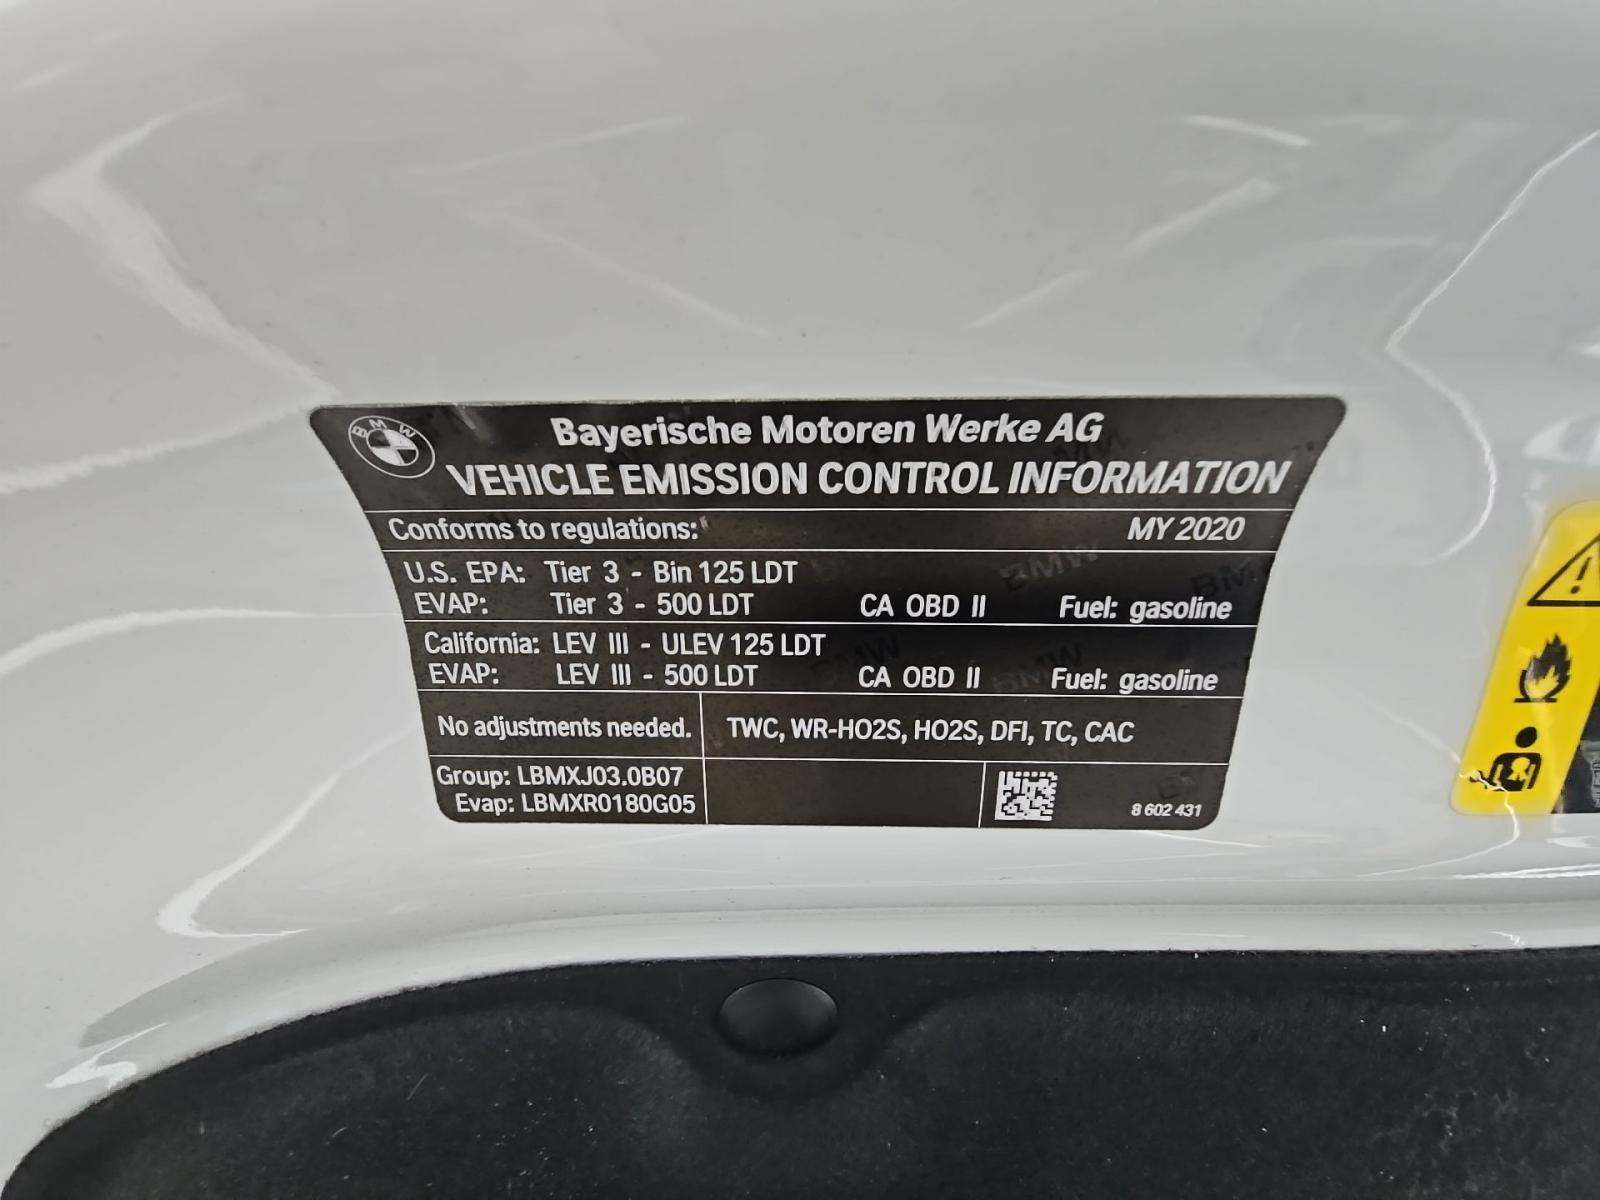 BMW
Bayerische Motoren Werke AG
VEHICLE EMISSION CONTROL INFORMATION
Conforms to regulations: MY 2020
U.S. EPA: Tier 3 - Bin 125 LDT
EVAP: Tier 3 - 500 LDT CA OBD II Fuel: gasoline
California: LEV III - ULEV 125 LDT
EVAP: LEV III - 500 LDT CA OBD II Fuel: gasoline
No adjustments needed. TWC, WR-HO2S, HO2S, DFI, TC, CAC
Group: LBMXJ03.0B07
Evap: LBMXR0180G05
8 602 431